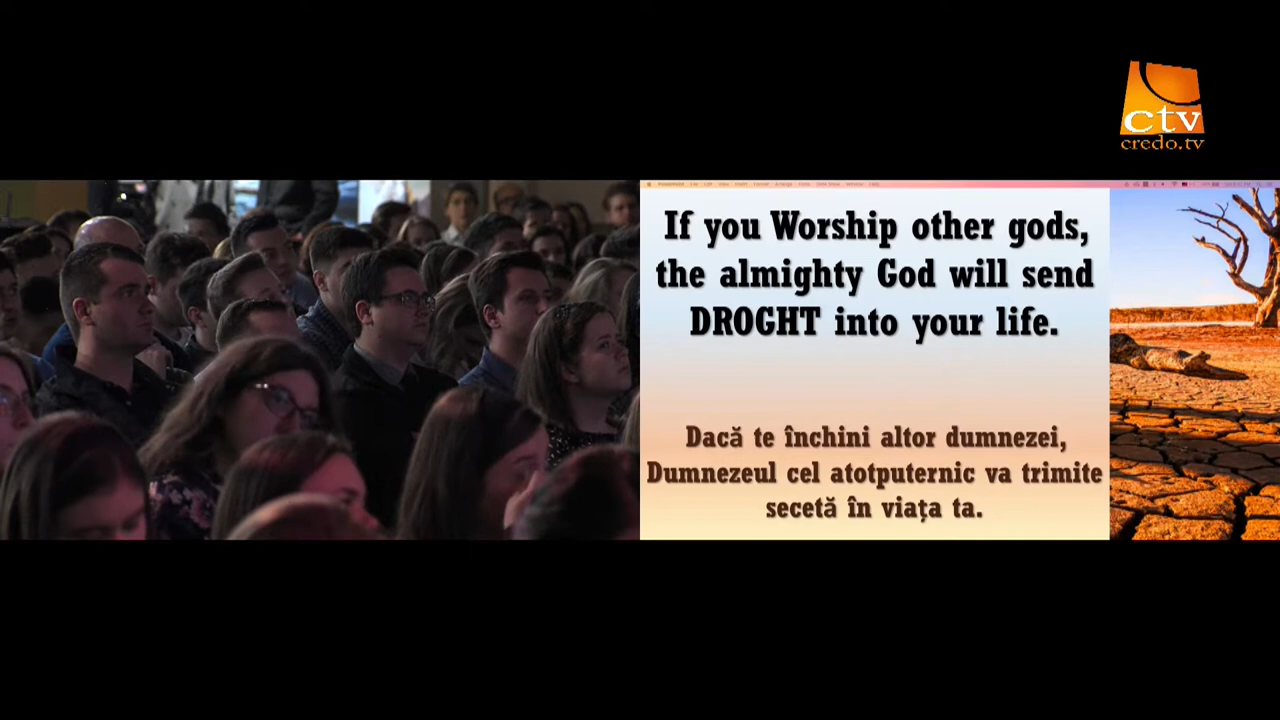 ctv
credo.tv
If you Worship other gods,
the almighty God will send
DROGHT into your life.
Dacă te închini altor dumnezei,
Dumnezeul cel atotputernic va trimite
secetă în viața ta.